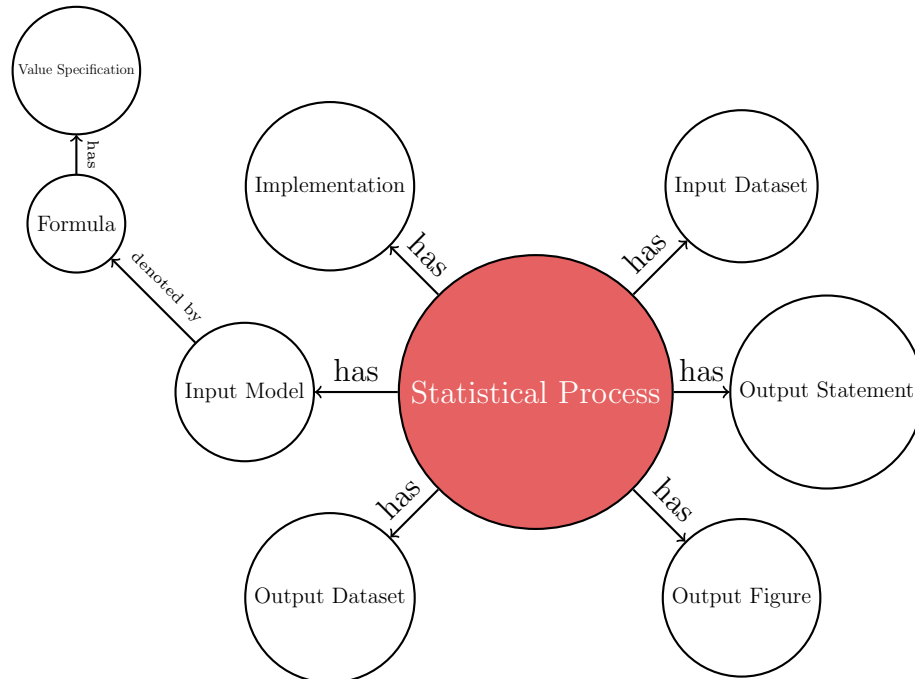 Value Specification
has
Formula
denoted by
Implementation
has
Input Dataset
has
Input Model
has
Statistical Process
has
Output Statement
has
Output Dataset
has
Output Figure